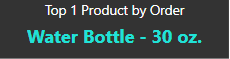 Top 1 Product by Order
Water Bottle - 30 oz.